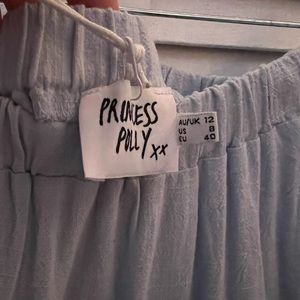 PRINCESS
POLLY
xx
AU/UK 12
US 8
EU 40